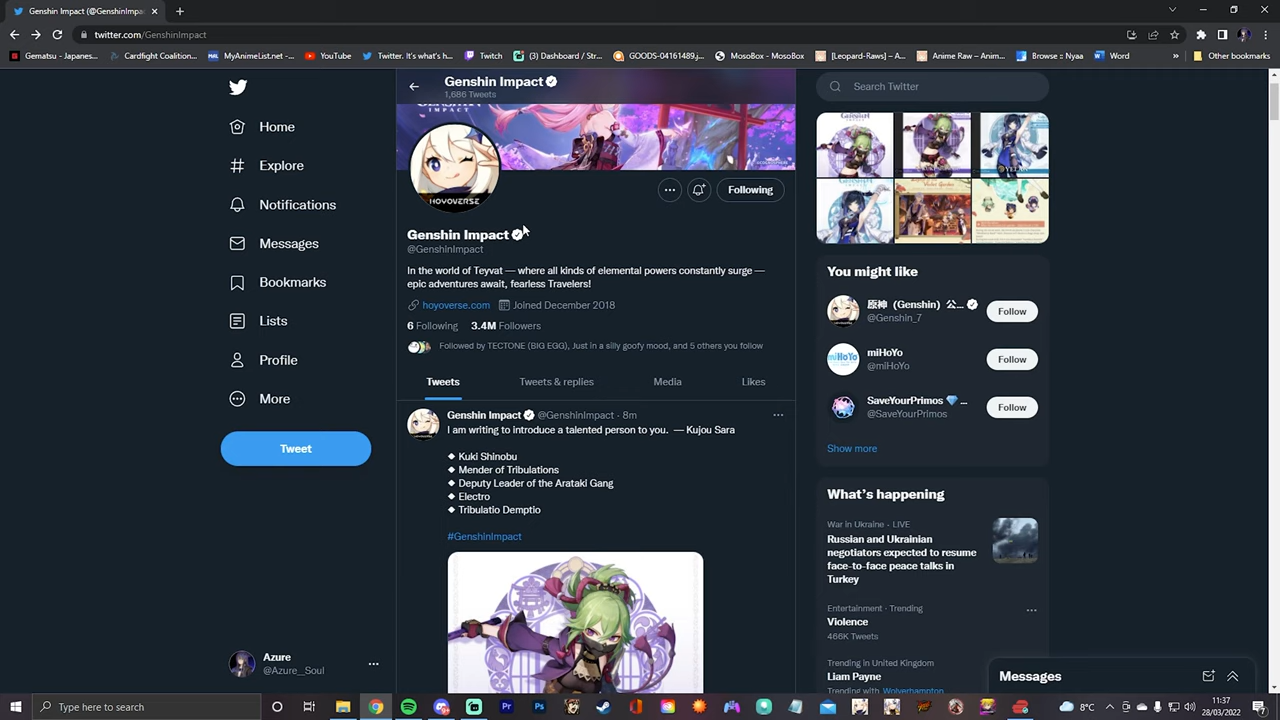 Genshin Impact (@GenshinImpac
twitter.com/GenshinImpact
Gematsu - Japanes...
Cardfight Coalition...
MyAnimeList.net - ...
YouTube
Twitter. It's what's h...
Twitch
(3) Dashboard / Str...
GOODS-04161489.j...
MosoBox - MosoBox
[Leopard-Raws] – A...
Anime Raw – Anim...
Browse :: Nyaa
Word
»
Other bookmarks
Genshin Impact
1,686 Tweets
Home
Explore
Notifications
Messages
Bookmarks
Lists
Profile
More
Tweet
Azure
@Azure__Soul
IMPACT
HOYOVERSE
Following
Genshin Impact
@GenshinImpact
In the world of Teyvat — where all kinds of elemental powers constantly surge —
epic adventures await, fearless Travelers!
hoyoverse.com Joined December 2018
6 Following 3.4M Followers
Followed by TECTONE (BIG EGG), Just in a silly goofy mood, and 5 others you follow
Tweets
Tweets & replies
Media
Likes
Genshin Impact @GenshinImpact · 8m
I am writing to introduce a talented person to you. — Kujou Sara
◆ Kuki Shinobu
◆ Mender of Tribulations
◆ Deputy Leader of the Arataki Gang
◆ Electro
◆ Tribulatio Demptio
#GenshinImpact
Search Twitter
YELAN
You might like
原神（Genshin）公...
@Genshin_7
Follow
miHoYo
miHoYo
@miHoYo
Follow
SaveYourPrimos 💎 ...
@SaveYourPrimos
Follow
Show more
What's happening
War in Ukraine · LIVE
Russian and Ukrainian
negotiators expected to resume
face-to-face peace talks in
Turkey
Entertainment · Trending
Violence
466K Tweets
Trending in United Kingdom
Liam Payne
Trending with Wolverhampton
Messages
Type here to search
8°C
11:37
28/03/2022